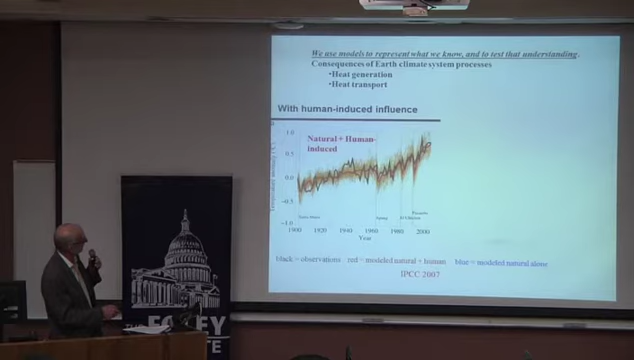 We use models to represent what we know, and to test that understanding.
Consequences of Earth climate system processes
•Heat generation
•Heat transport
With human-induced influence
Natural + Human-
induced
1.0
0.5
0.0
-0.5
-1.0
1900 1920 1940 1960 1980 2000
Year
black = observations red = modeled natural + human blue = modeled natural alone
IPCC 2007